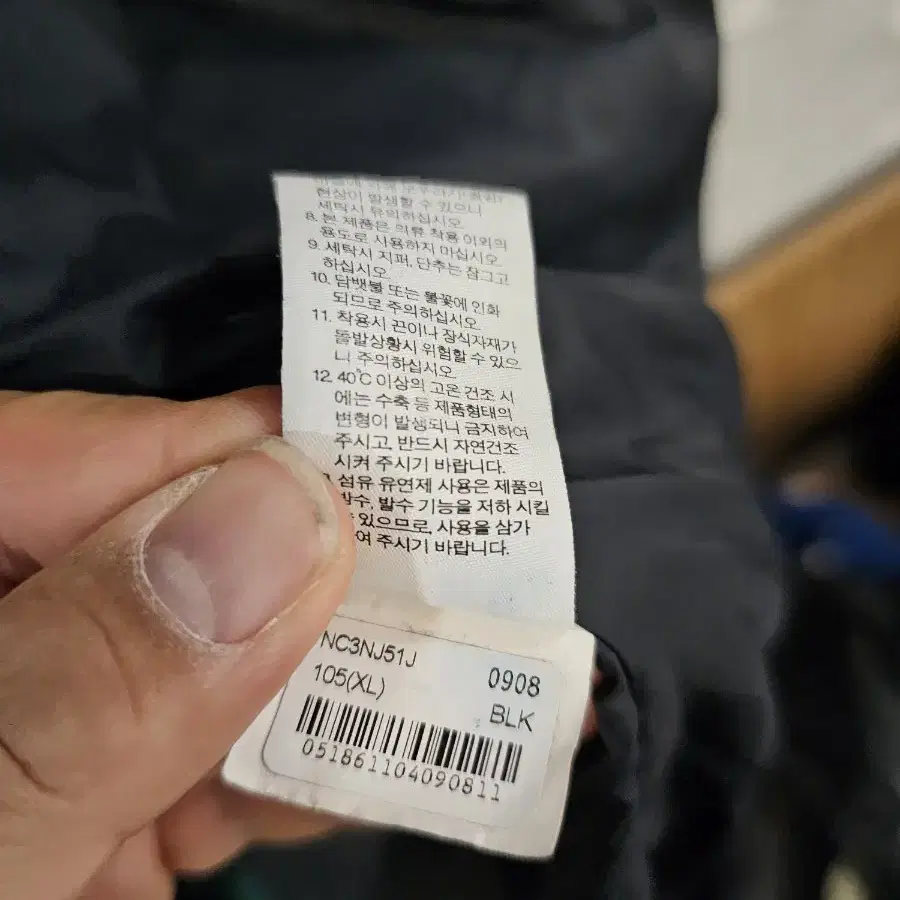 현상이 발생할 수 있으니
세탁시 유의하십시오.
8. 본 제품은 의류 착용 이외의
용도로 사용하지 마십시오.
9. 세탁시 지퍼, 단추는 잠그고
하십시오.
10. 담뱃불 또는 불꽃에 인화
되므로 주의하십시오.
11. 착용시 끈이나 장식자재가
돌발상황시 위험할 수 있으
니 주의하십시오
12. 40℃ 이상의 고온 건조 시
에는 수축 등 제품형태의
변형이 발생되니 금지하여
주시고, 반드시 자연건조
시켜 주시기 바랍니다.
섬유 유연제 사용은 제품의
방수, 발수 기능을 저하 시킬
있으므로, 사용을 삼가
여 주시기 바랍니다.
NC3NJ51J
0908
105(XL)
BLK
051861104090811